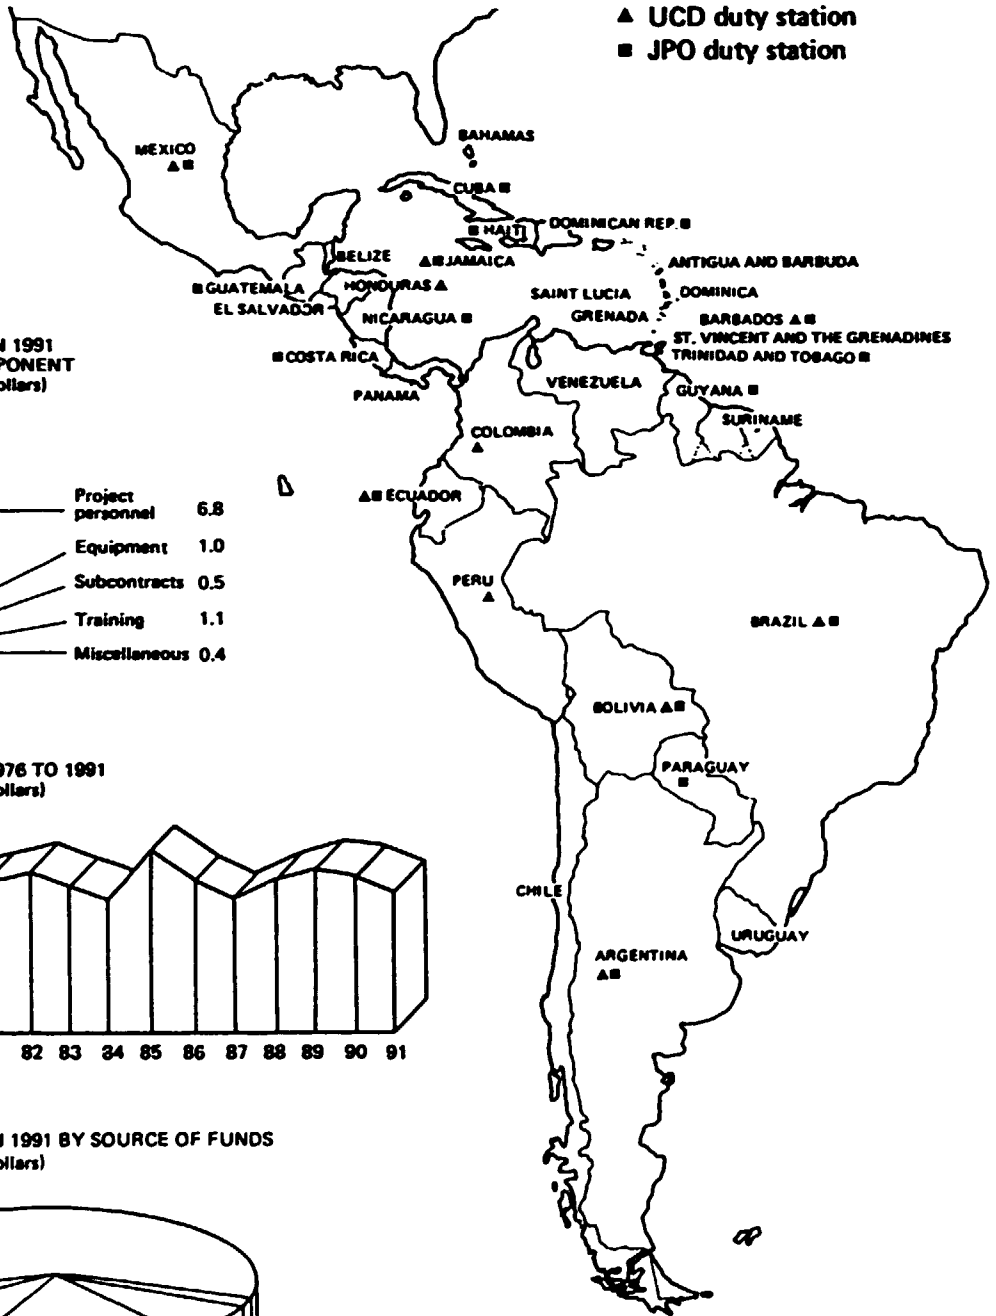 ▲ UCD duty station
■ JPO duty station
BAHAMAS
MEXICO
▲■
CUBA ■
■ HAITI
DOMINICAN REP. ■
BELIZE
▲■ JAMAICA
ANTIGUA AND BARBUDA
■ GUATEMALA
HONDURAS ▲
SAINT LUCIA
DOMINICA
EL SALVADOR
NICARAGUA ■
GRENADA
BARBADOS ▲■
ST. VINCENT AND THE GRENADINES
■ COSTA RICA
TRINIDAD AND TOBAGO ■
PANAMA
VENEZUELA
GUYANA ■
SURINAME
COLOMBIA
▲
▲■ ECUADOR
PERU
▲
BRAZIL ▲■
BOLIVIA ▲■
PARAGUAY
■
CHILE
URUGUAY
ARGENTINA
▲■
1991
PONENT
ollars)
Project
personnel 6.8
Equipment 1.0
Subcontracts 0.5
Training 1.1
Miscellaneous 0.4
976 TO 1991
ollars)
82 83 84 85 86 87 88 89 90 91
1991 BY SOURCE OF FUNDS
ollars)